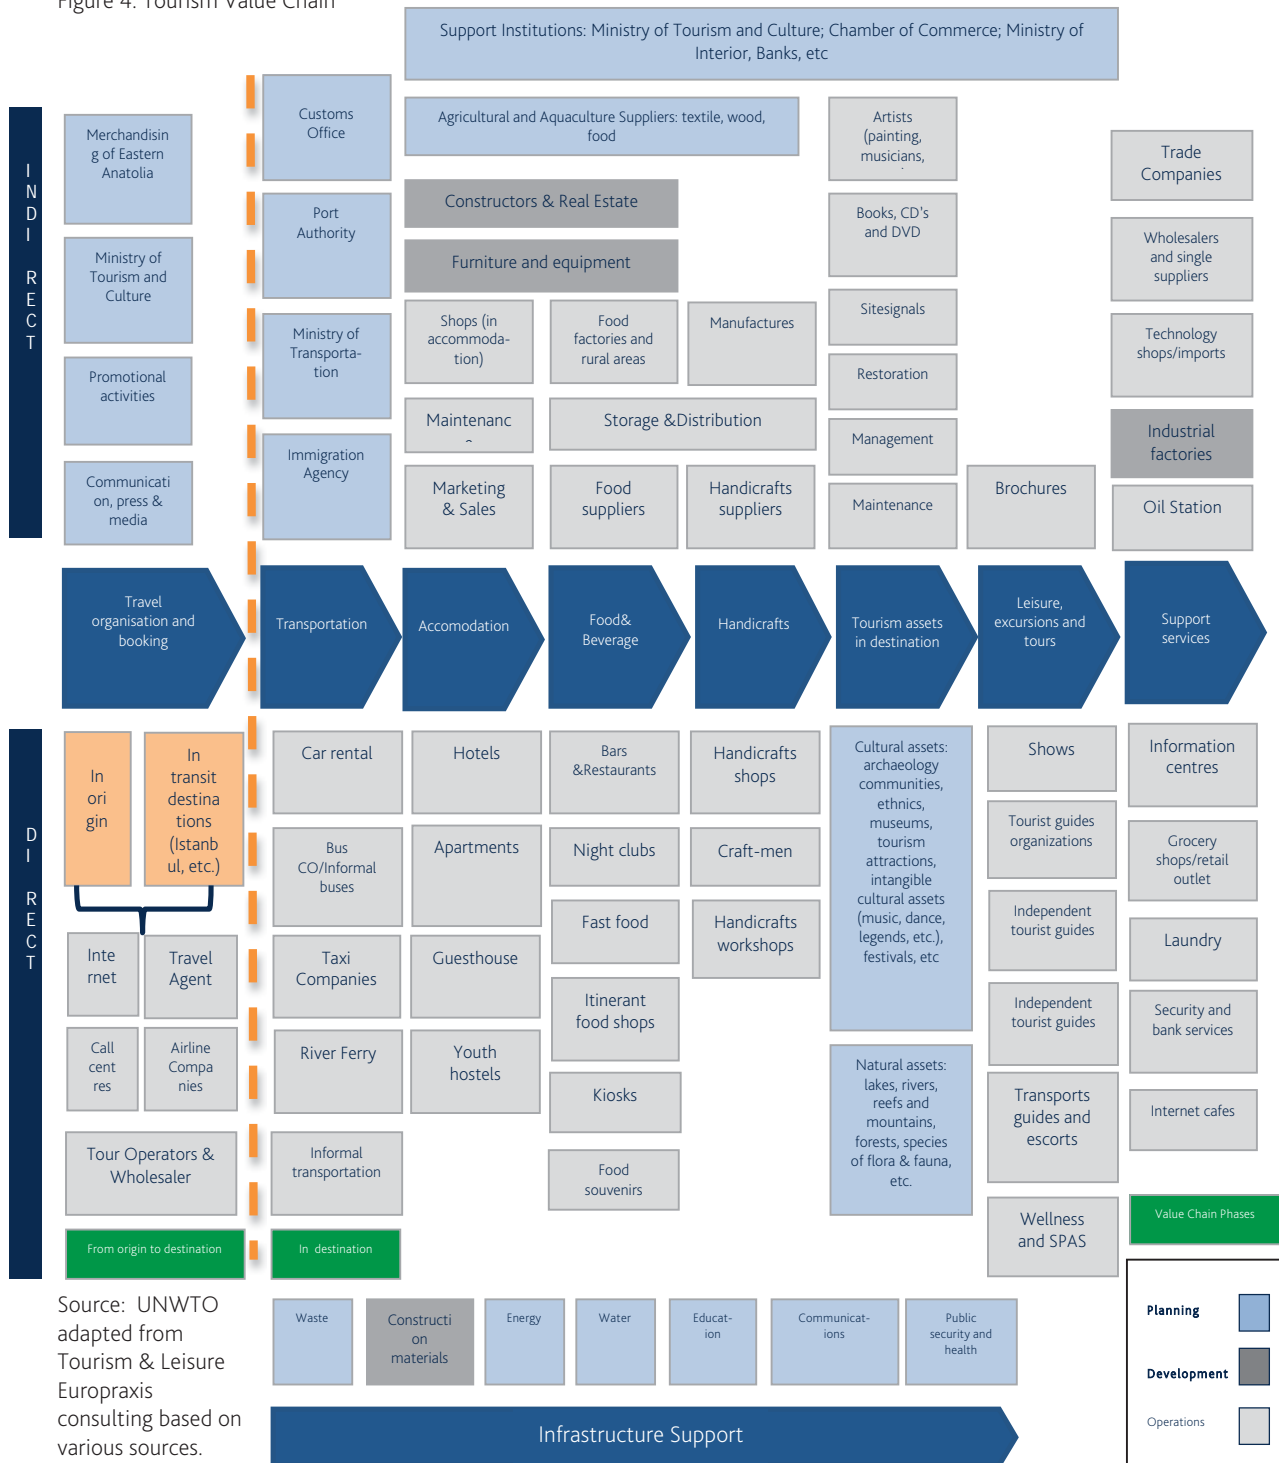 Figure 4: Tourism Value Chain
Support Institutions: Ministry of Tourism and Culture; Chamber of Commerce; Ministry of
Interior, Banks, etc
INDIRECT
Merchandisin
g of Eastern
Anatolia
Ministry of
Tourism and
Culture
Promotional
activities
Communicati
on, press &
media
Customs
Office
Port
Authority
Ministry of
Transporta-
tion
Immigration
Agency
Agricultural and Aquaculture Suppliers: textile, wood,
food
Constructors & Real Estate
Furniture and equipment
Shops (in
accommoda-
tion)
Food
factories and
rural areas
Manufactures
Maintenanc
Storage &Distribution
Marketing
& Sales
Food
suppliers
Handicrafts
suppliers
Artists
(painting,
musicians,
Books, CD's
and DVD
Sitesignals
Restoration
Management
Maintenance
Brochures
Trade
Companies
Wholesalers
and single
suppliers
Technology
shops/imports
Industrial
factories
Oil Station
Travel
organisation and
booking
Transportation
Accomodation
Food&
Beverage
Handicrafts
Tourism assets
in destination
Leisure,
excursions and
tours
Support
services
DIRECT
In
ori
gin
In
transit
destina
tions
(Istanb
ul, etc.)
Inte
rnet
Travel
Agent
Call
cent
res
Airline
Compa
nies
Tour Operators &
Wholesaler
From origin to destination
Car rental
Bus
CO/Informal
buses
Taxi
Companies
River Ferry
Informal
transportation
In destination
Hotels
Apartments
Guesthouse
Youth
hostels
Bars
&Restaurants
Night clubs
Fast food
Itinerant
food shops
Kiosks
Food
souvenirs
Handicrafts
shops
Craft-men
Handicrafts
workshops
Cultural assets:
archaeology
communities,
ethnics,
museums,
tourism
attractions,
intangible
cultural assets
(music, dance,
legends, etc.),
festivals, etc
Natural assets:
lakes, rivers,
reefs and
mountains,
forests, species
of flora & fauna,
etc.
Shows
Tourist guides
organizations
Independent
tourist guides
Independent
tourist guides
Transports
guides and
escorts
Wellness
and SPAS
Information
centres
Grocery
shops/retail
outlet
Laundry
Security and
bank services
Internet cafes
Value Chain Phases
Planning
Development
Operations
Source: UNWTO
adapted from
Tourism & Leisure
Europraxis
consulting based on
various sources.
Waste
Constructi
on
materials
Energy
Water
Educat-
ion
Communicat-
ions
Public
security and
health
Infrastructure Support